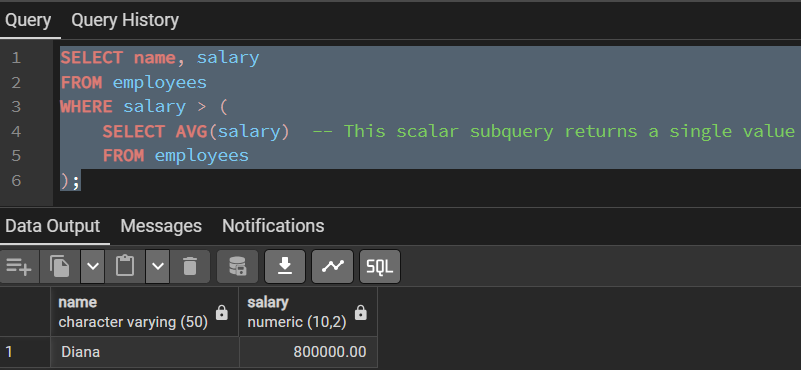 Query Query History
1 SELECT name, salary
2 FROM employees
3 WHERE salary > (
4     SELECT AVG(salary)  -- This scalar subquery returns a single value
5     FROM employees
6 );
Data Output Messages Notifications
SQL
name salary
character varying (50) numeric (10,2)
1 Diana 800000.00